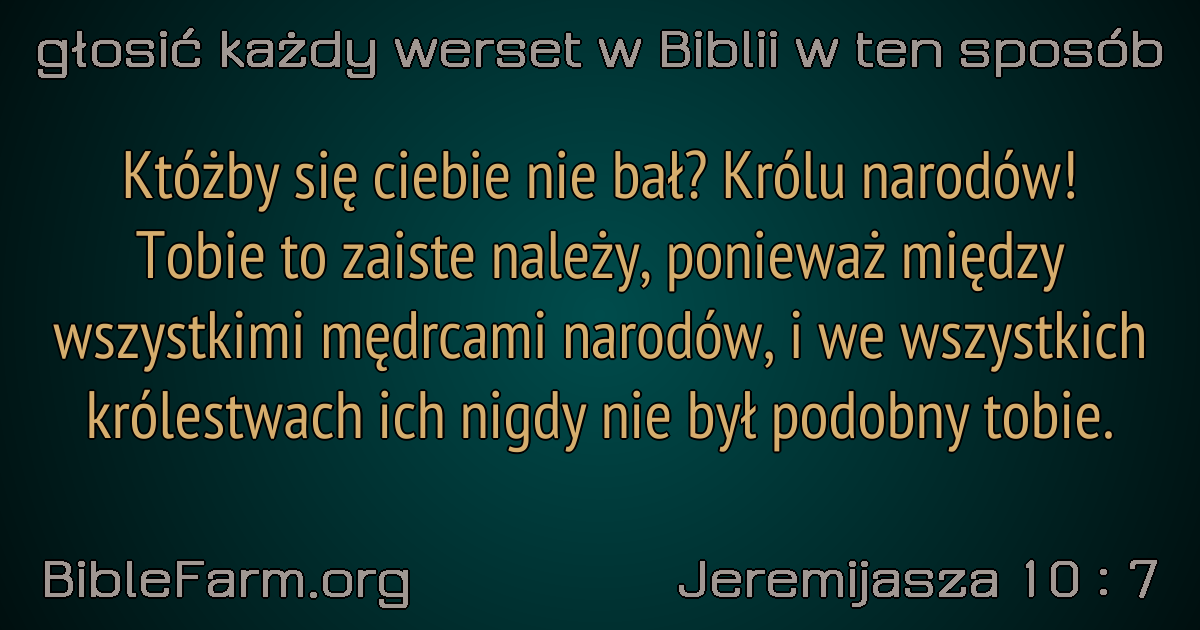 głosić każdy werset w Biblii w ten sposób
Któżby się ciebie nie bał? Królu narodów!
Tobie to zaiste należy, ponieważ między
wszystkimi mędrcami narodów, i we wszystkich
królestwach ich nigdy nie był podobny tobie.
BibleFarm.org
Jeremijasza 10 : 7